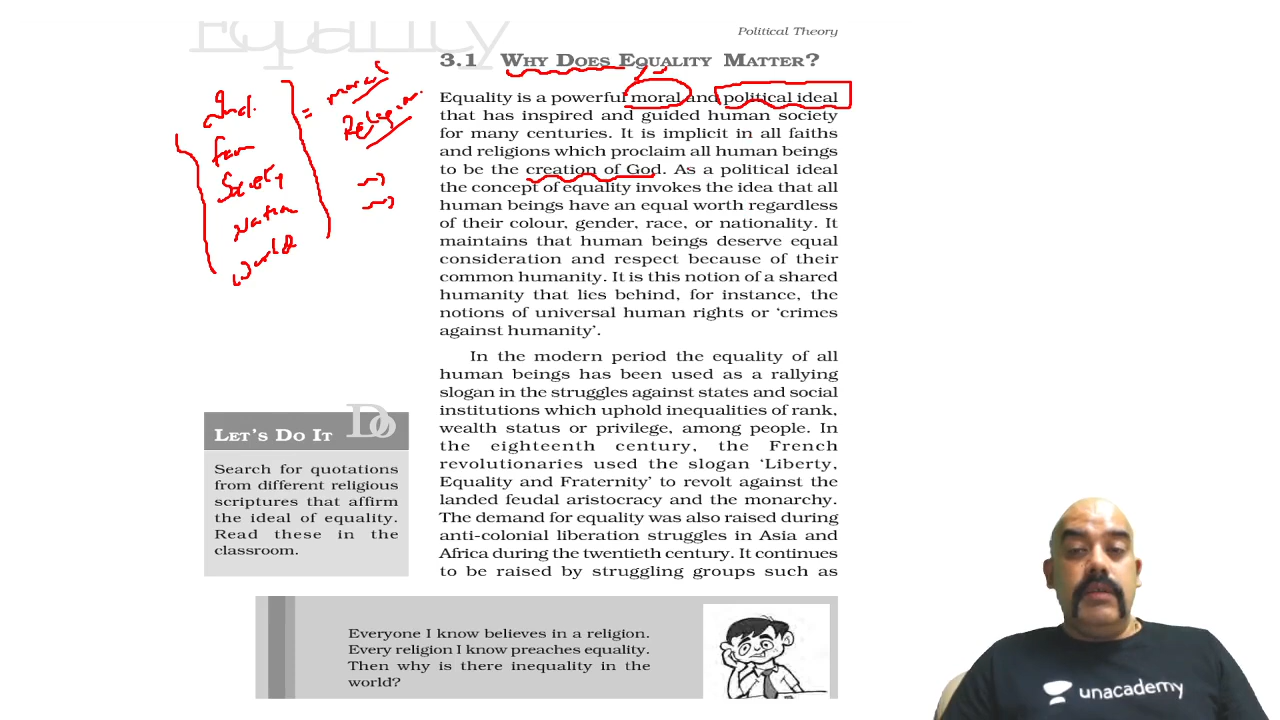 Equality
Political Theory
3.1 WHY DOES EQUALITY MATTER?
Equality is a powerful moral and political ideal
that has inspired and guided human society
for many centuries. It is implicit in all faiths
and religions which proclaim all human beings
to be the creation of God. As a political ideal
the concept of equality invokes the idea that all
human beings have an equal worth regardless
of their colour, gender, race, or nationality. It
maintains that human beings deserve equal
consideration and respect because of their
common humanity. It is this notion of a shared
humanity that lies behind, for instance, the
notions of universal human rights or ‘crimes
against humanity’.
In the modern period the equality of all
human beings has been used as a rallying
slogan in the struggles against states and social
institutions which uphold inequalities of rank,
wealth status or privilege, among people. In
the eighteenth century, the French
revolutionaries used the slogan ‘Liberty,
Equality and Fraternity’ to revolt against the
landed feudal aristocracy and the monarchy.
The demand for equality was also raised during
anti-colonial liberation struggles in Asia and
Africa during the twentieth century. It continues
to be raised by struggling groups such as
Ind.
fam
Society
Nation
World
= moral
Religion.
LET’S DO IT Do
Search for quotations
from different religious
scriptures that affirm
the ideal of equality.
Read these in the
classroom.
Everyone I know believes in a religion.
Every religion I know preaches equality.
Then why is there inequality in the
world?
unacademy